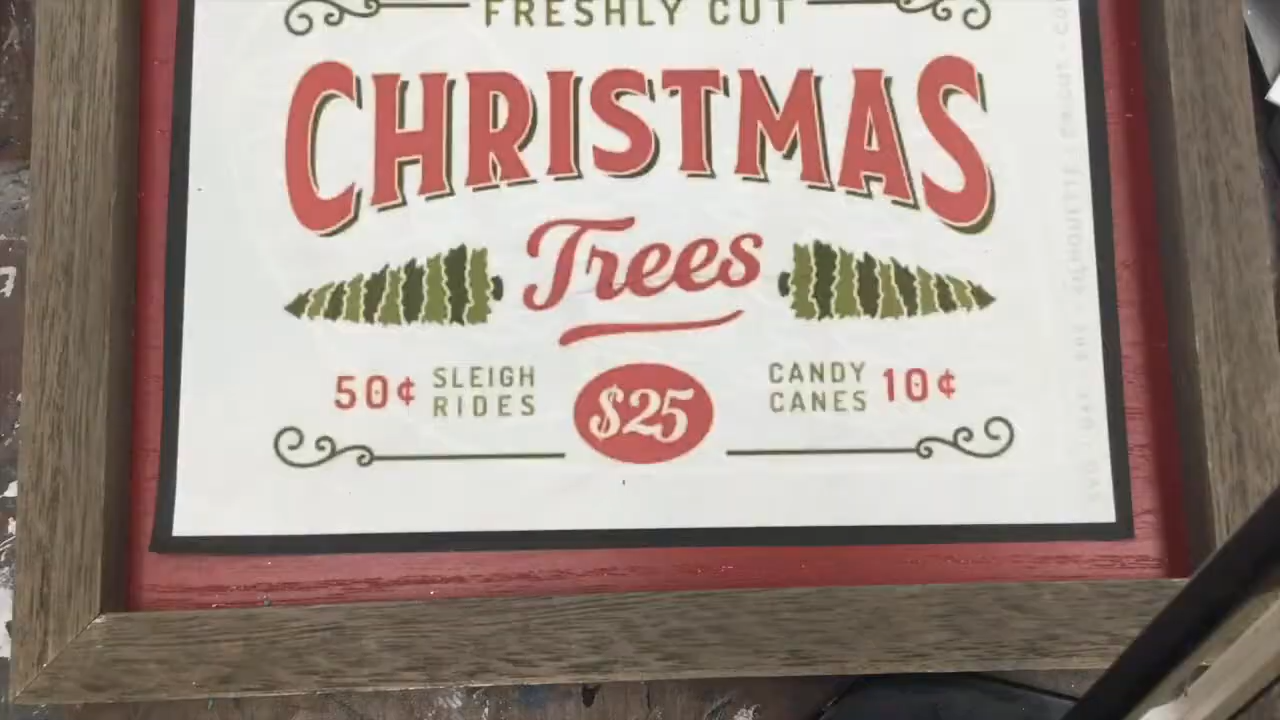 FRESHLY CUT
CHRISTMAS
Trees
50¢ SLEIGH RIDES
$25
CANDY CANES 10¢